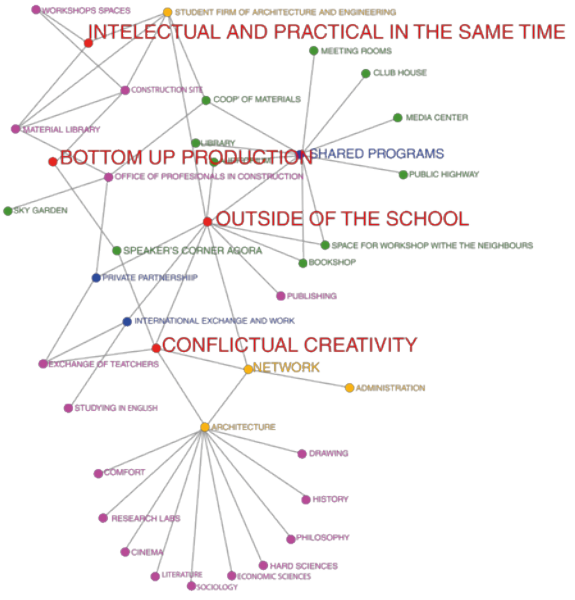 WORKSHOPS SPACES
STUDENT FIRM OF ARCHITECTURE AND ENGINEERING
INTELECTUAL AND PRACTICAL IN THE SAME TIME
MEETING ROOMS
CLUB HOUSE
CONSTRUCTION SITE
COOP' OF MATERIALS
MEDIA CENTER
MATERIAL LIBRARY
LIBRARY
BOTTOM UP PRODUCTION
SHARED PROGRAMS
OFFICE OF PROFESIONALS IN CONSTRUCTION
PUBLIC HIGHWAY
SKY GARDEN
OUTSIDE OF THE SCHOOL
SPACE FOR WORKSHOP WITHE THE NEIGHBOURS
SPEAKER'S CORNER AGORA
BOOKSHOP
PRIVATE PARTNERSHIIP
PUBLISHING
INTERNATIONAL EXCHANGE AND WORK
CONFLICTUAL CREATIVITY
EXCHANGE OF TEATCHERS
NETWORK
ADMINISTRATION
STUDYING IN ENGLISH
ARCHITECTURE
DRAWING
COMFORT
HISTORY
RESEARCH LABS
PHILOSOPHY
CINEMA
HARD SCIENCES
LITERATURE
ECONOMIC SCIENCES
SOCIOLOGY